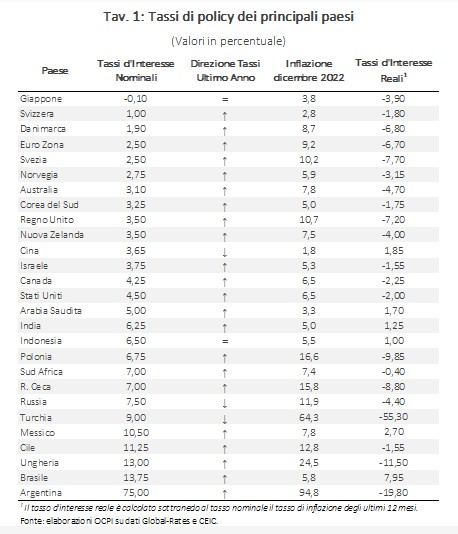 Tav. 1: Tassi di policy dei principali paesi
(Valori in percentuale)
Paese Tassi d'Interesse Nominali Direzione Tassi Ultimo Anno Inflazione dicembre 2022 Tassi d'Interesse Reali¹
Giappone -0,10 = 3,8 -3,90
Svizzera 1,00 ↑ 2,8 -1,80
Danimarca 1,90 ↑ 8,7 -6,80
Euro Zona 2,50 ↑ 9,2 -6,70
Svezia 2,50 ↑ 10,2 -7,70
Norvegia 2,75 ↑ 5,9 -3,15
Australia 3,10 ↑ 7,8 -4,70
Corea del Sud 3,25 ↑ 5,0 -1,75
Regno Unito 3,50 ↑ 10,7 -7,20
Nuova Zelanda 3,50 ↑ 7,5 -4,00
Cina 3,65 ↓ 1,8 1,85
Israele 3,75 ↑ 5,3 -1,55
Canada 4,25 ↑ 6,5 -2,25
Stati Uniti 4,50 ↑ 6,5 -2,00
Arabia Saudita 5,00 ↑ 3,3 1,70
India 6,25 ↑ 5,0 1,25
Indonesia 6,50 = 5,5 1,00
Polonia 6,75 ↑ 16,6 -9,85
Sud Africa 7,00 ↑ 7,4 -0,40
R. Ceca 7,00 ↑ 15,8 -8,80
Russia 7,50 ↓ 11,9 -4,40
Turchia 9,00 ↓ 64,3 -55,30
Messico 10,50 ↑ 7,8 2,70
Cile 11,25 ↑ 12,8 -1,55
Ungheria 13,00 ↑ 24,5 -11,50
Brasile 13,75 ↑ 5,8 7,95
Argentina 75,00 ↑ 94,8 -19,80
¹ Il tasso d'interesse reale è calcolato sottranedo al tasso nominale il tasso di inflazione degli ultimi 12 mesi.
Fonte: elaborazioni OCPI su dati Global-Rates e CEIC.